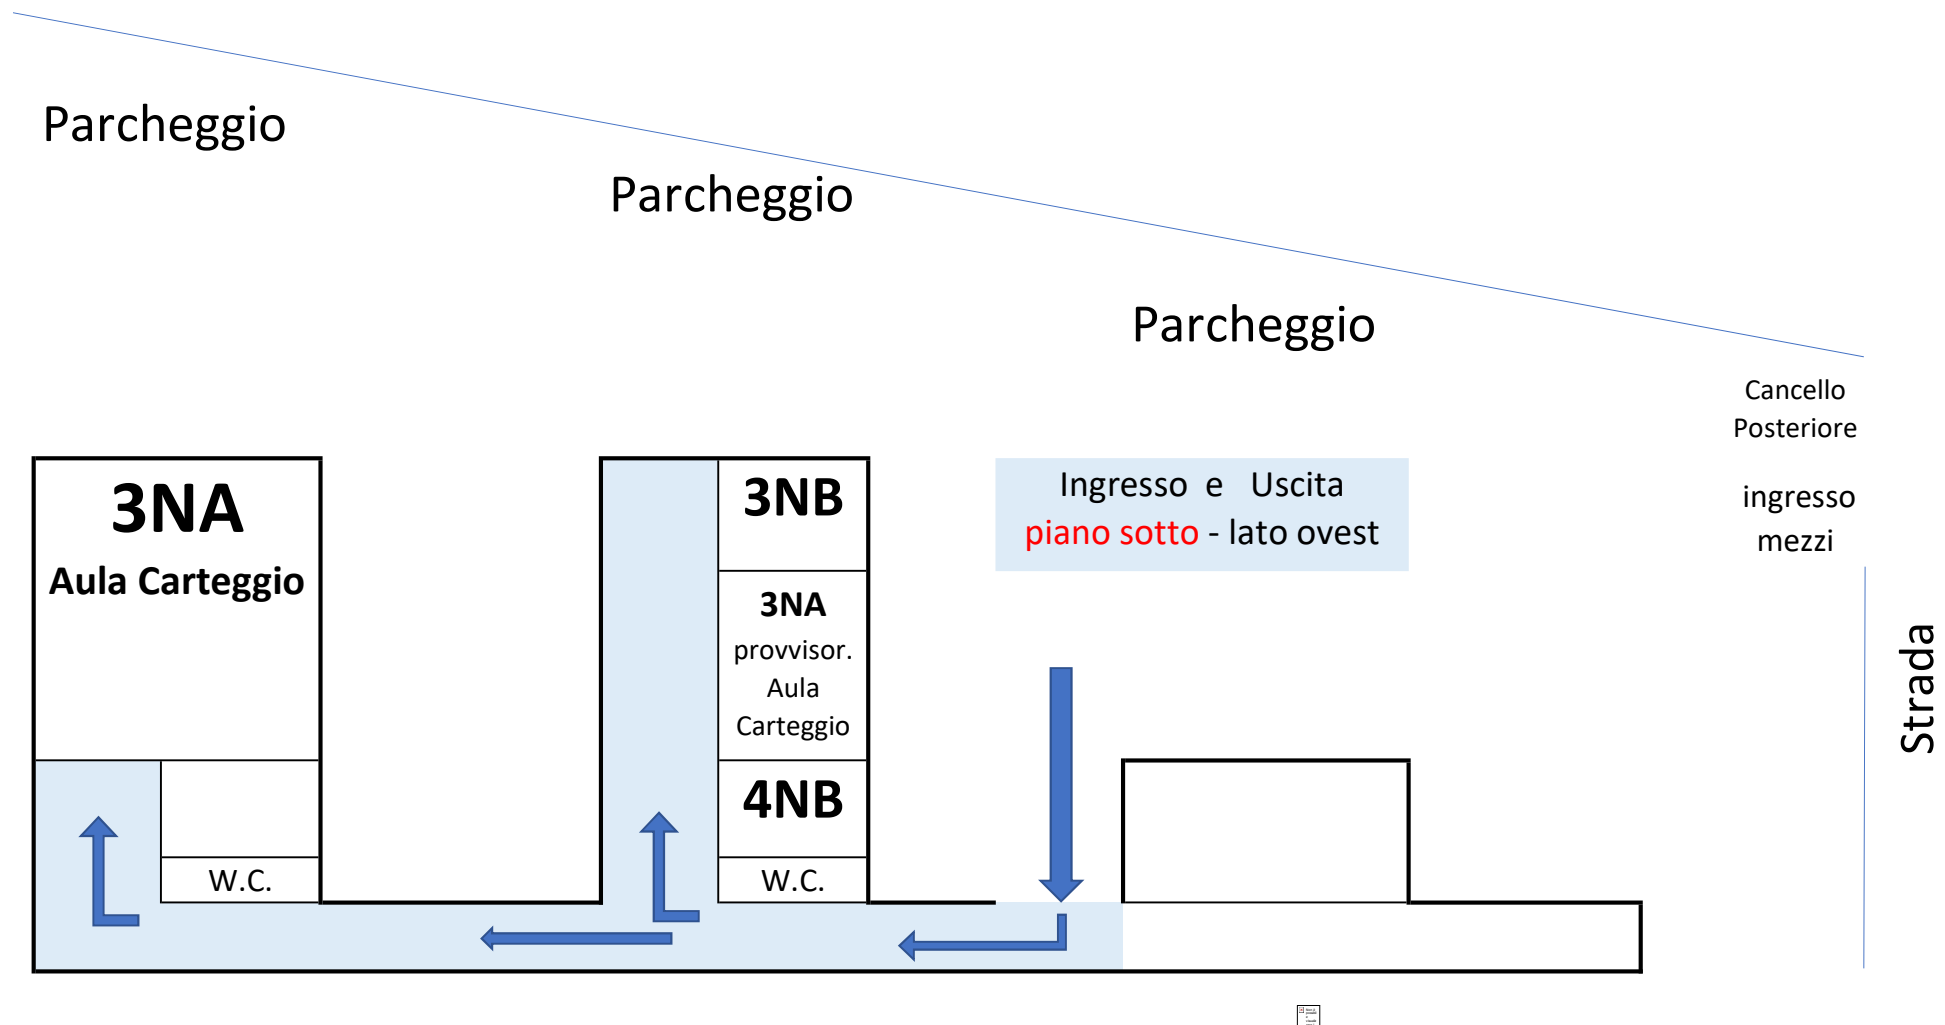 Parcheggio
Parcheggio
Parcheggio
Cancello
Posteriore
ingresso
mezzi
Strada
3NA
Aula Carteggio
W.C.
3NB
3NA
provvisor.
Aula
Carteggio
4NB
W.C.
Ingresso e Uscita
piano sotto - lato ovest